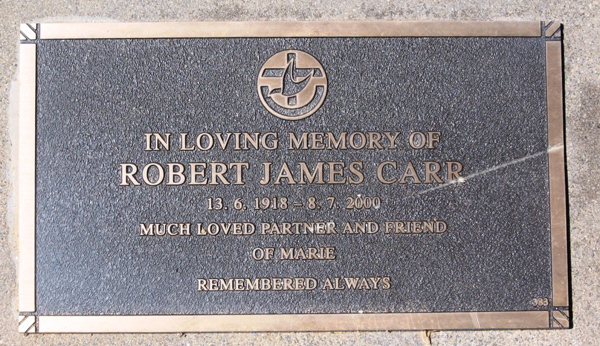 IN LOVING MEMORY OF
ROBERT JAMES CARR
13. 6. 1918 – 8. 7. 2000
MUCH LOVED PARTNER AND FRIEND
OF MARIE
REMEMBERED ALWAYS
383